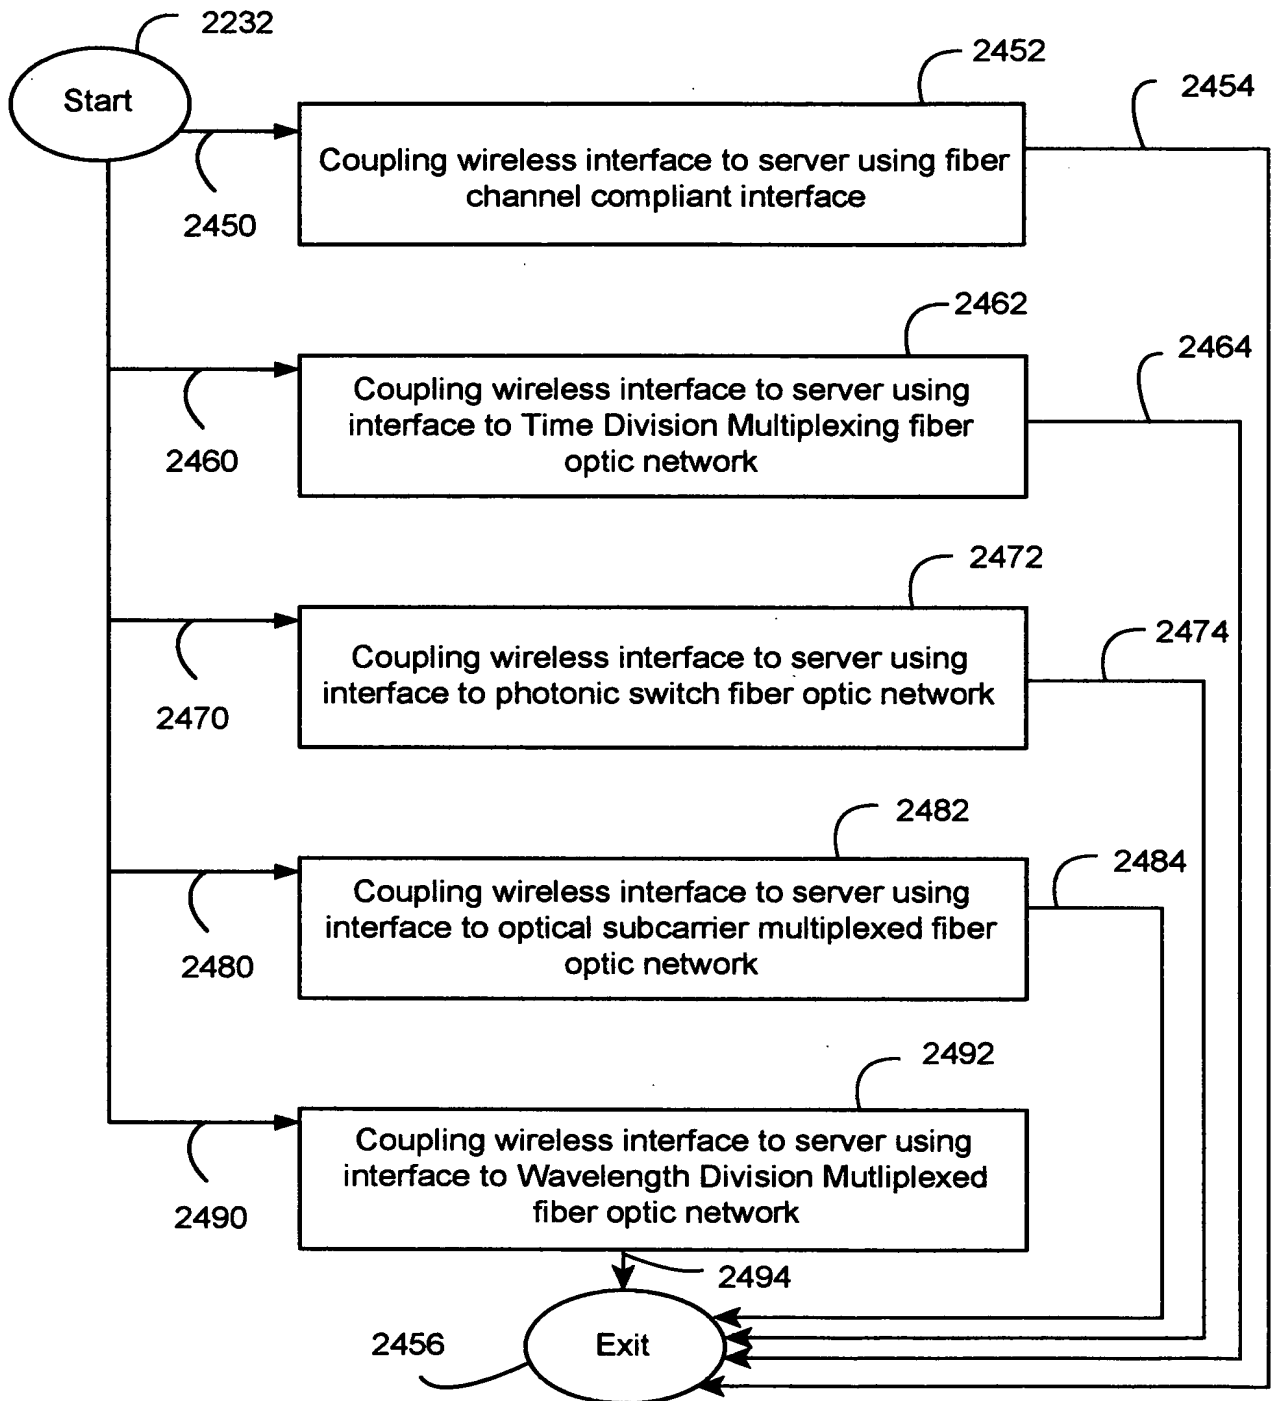 2232
Start
2452
2454
Coupling wireless interface to server using fiber
channel compliant interface
2450
2462
2464
Coupling wireless interface to server using
interface to Time Division Multiplexing fiber
optic network
2460
2472
2474
Coupling wireless interface to server using
interface to photonic switch fiber optic network
2470
2482
2484
Coupling wireless interface to server using
interface to optical subcarrier multiplexed fiber
optic network
2480
2492
Coupling wireless interface to server using
interface to Wavelength Division Mutliplexed
fiber optic network
2490
2494
2456
Exit